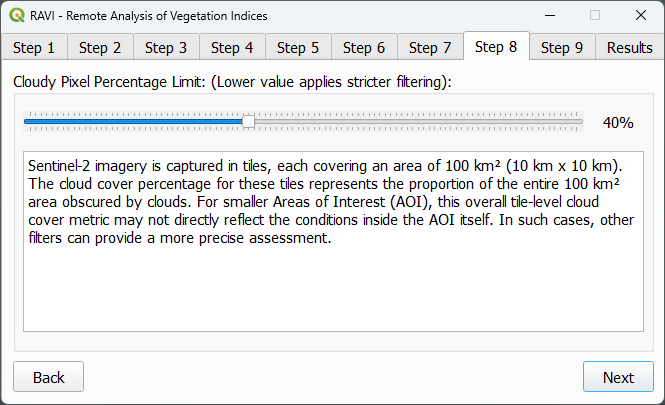 RAVI - Remote Analysis of Vegetation Indices
Step 1 Step 2 Step 3 Step 4 Step 5 Step 6 Step 7 Step 8 Step 9 Results
Cloudy Pixel Percentage Limit: (Lower value applies stricter filtering):
40%
Sentinel-2 imagery is captured in tiles, each covering an area of 100 km² (10 km x 10 km).
The cloud cover percentage for these tiles represents the proportion of the entire 100 km²
area obscured by clouds. For smaller Areas of Interest (AOI), this overall tile-level cloud
cover metric may not directly reflect the conditions inside the AOI itself. In such cases, other
filters can provide a more precise assessment.
Back Next